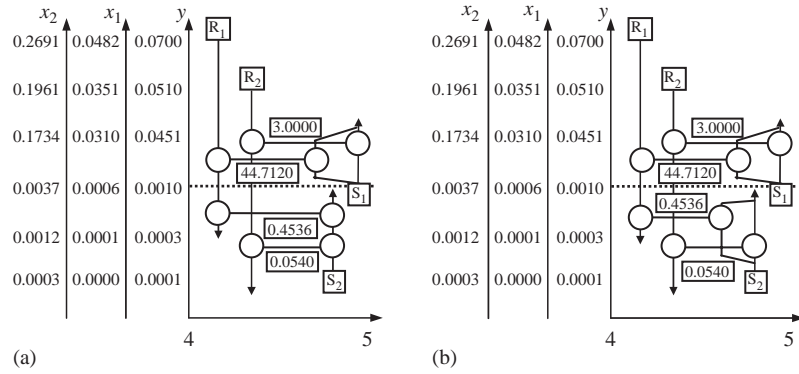 x2 x1 y
R1
0.2691 0.0482 0.0700
R2
0.1961 0.0351 0.0510
3.0000
0.1734 0.0310 0.0451
44.7120
0.0037 0.0006 0.0010
S1
0.4536
0.0012 0.0001 0.0003
0.0540
0.0003 0.0000 0.0001
S2
4 5
(a)
x2 x1 y
R1
0.2691 0.0482 0.0700
R2
0.1961 0.0351 0.0510
3.0000
0.1734 0.0310 0.0451
44.7120
0.0037 0.0006 0.0010
S1
0.4536
0.0012 0.0001 0.0003
0.0540
0.0003 0.0000 0.0001
S2
4 5
(b)